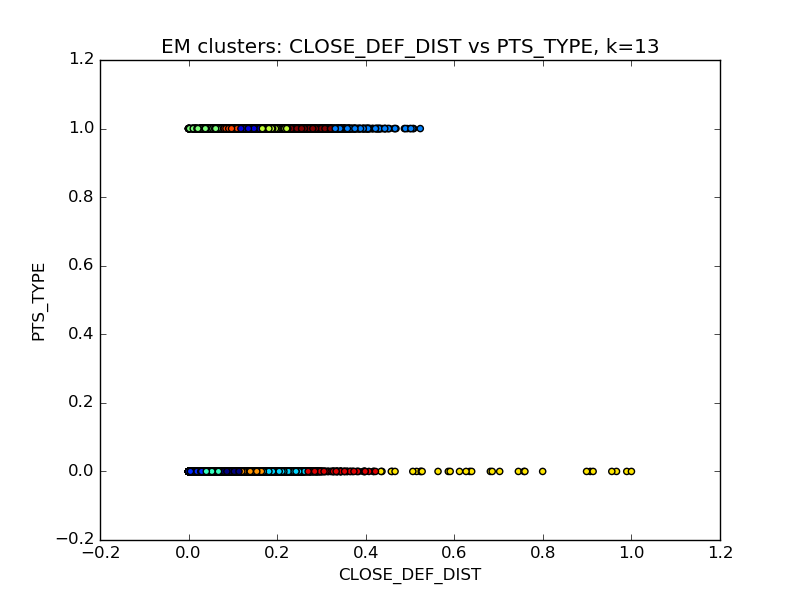 EM clusters: CLOSE_DEF_DIST vs PTS_TYPE, k=13
1.2
1.0
0.8
0.6
0.4
0.2
0.0
−0.2
PTS_TYPE
−0.2 0.0 0.2 0.4 0.6 0.8 1.0 1.2
CLOSE_DEF_DIST